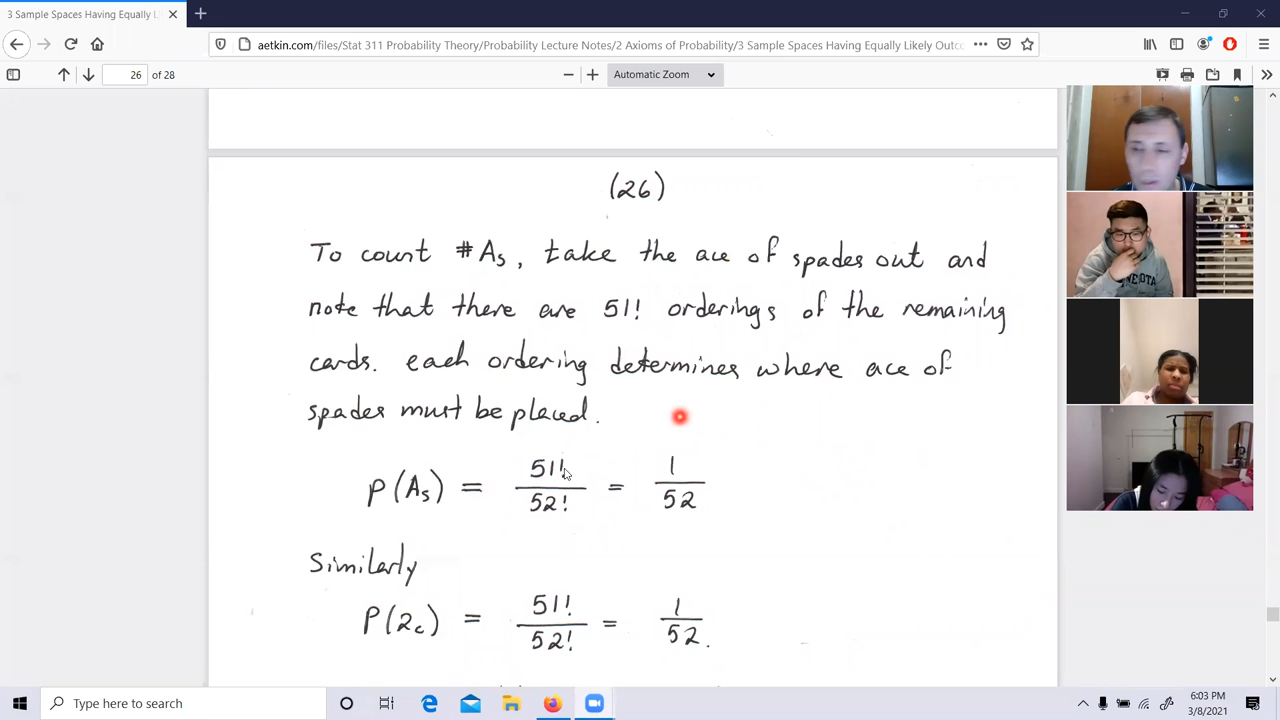 3 Sample Spaces Having Equally Li
aetkin.com/files/Stat 311 Probability Theory/Probability Lecture Notes/2 Axioms of Probability/3 Sample Spaces Having Equally Likely Outco
26 of 28
Automatic Zoom
(26)
To count #As, take the ace of spades out and
note that there are 51! orderings of the remaining
cards. each ordering determines where ace of
spades must be placed.
P(As) = 51!/52! = 1/52
Similarly
P(2c) = 51!/52! = 1/52.
Type here to search
6:03 PM
3/8/2021